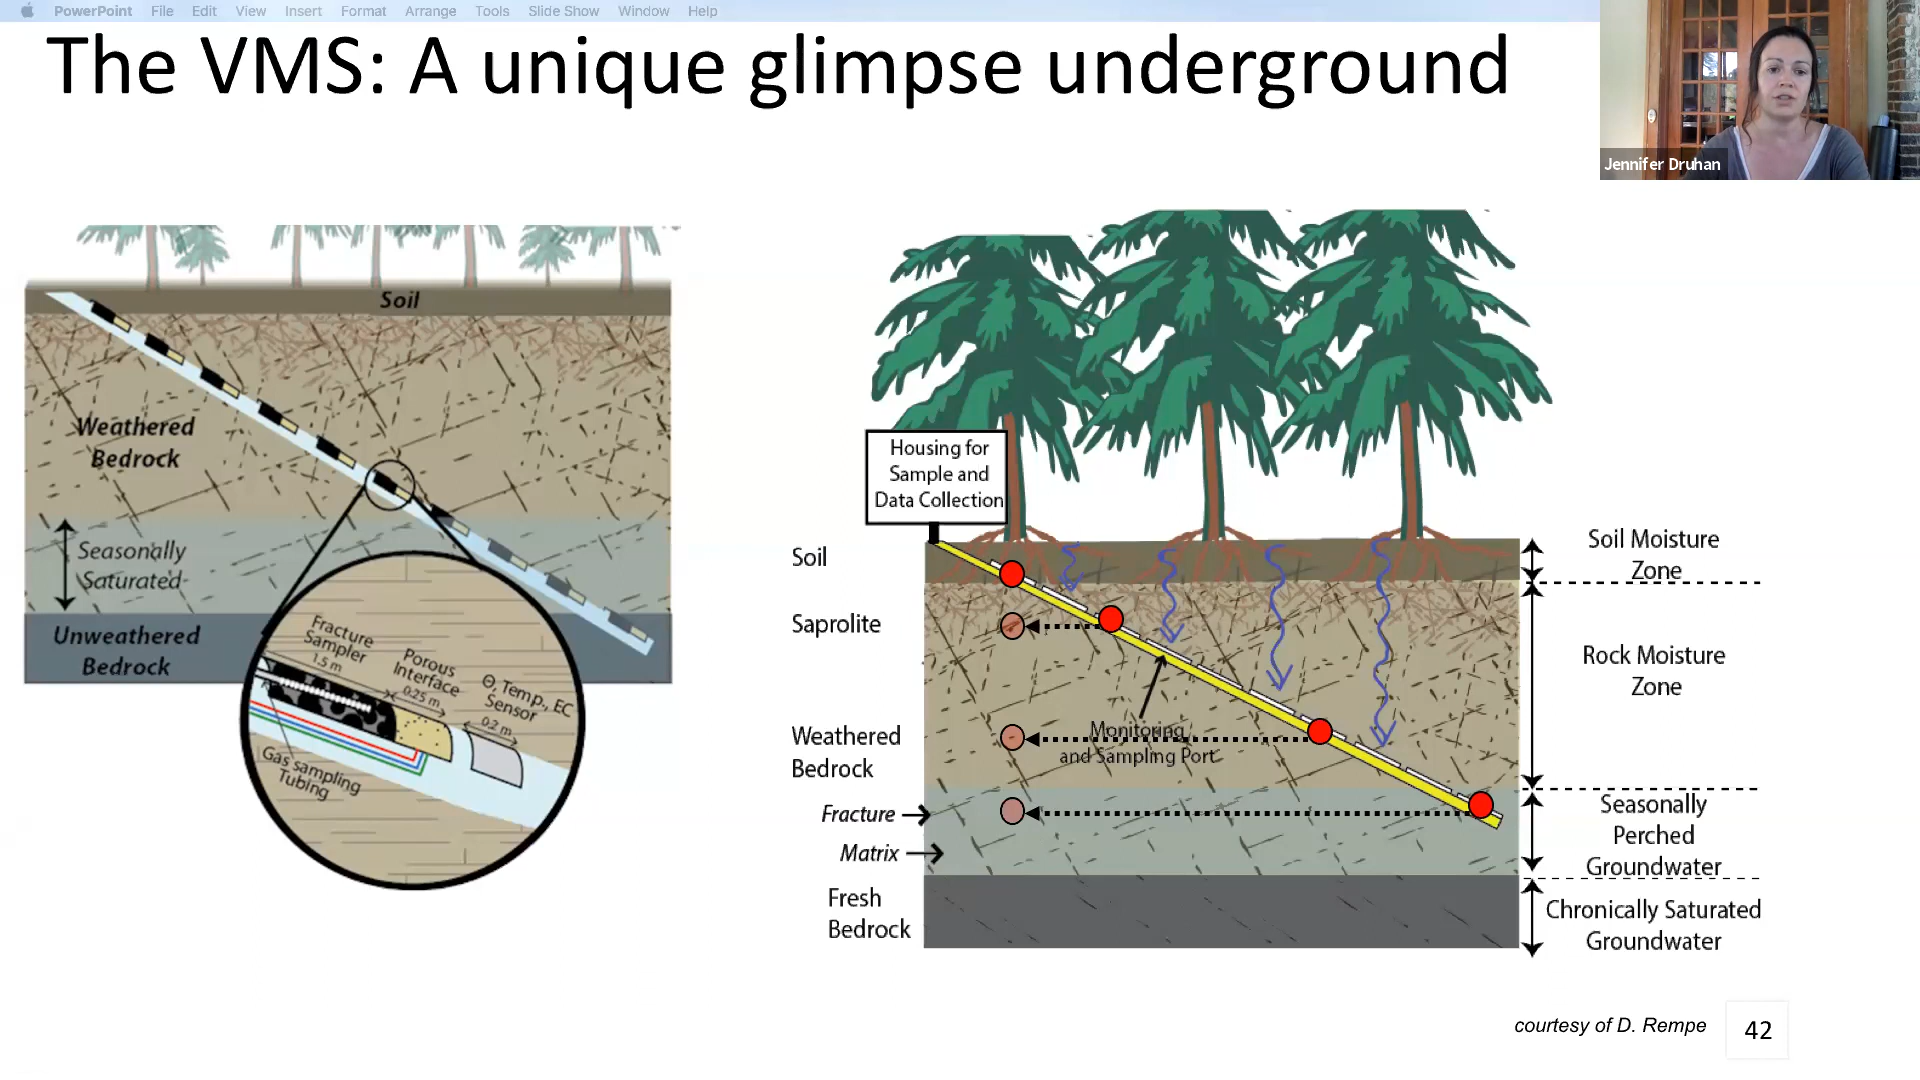 PowerPoint File Edit View Insert Format Arrange Tools Slide Show Window Help
The VMS: A unique glimpse underground
Jennifer Druhan
Soil
Weathered
Bedrock
Seasonally
Saturated
Unweathered
Bedrock
Fracture
Sampler
1.5 m
Porous
Interface
0.25 m
Θ, Temp., EC
Sensor
0.2 m
Gas sampling
Tubing
Housing for
Sample and
Data Collection
Soil
Saprolite
Weathered
Bedrock
Fracture
Matrix
Fresh
Bedrock
Monitoring
and Sampling Port
Soil Moisture
Zone
Rock Moisture
Zone
Seasonally
Perched
Groundwater
Chronically Saturated
Groundwater
courtesy of D. Rempe
42